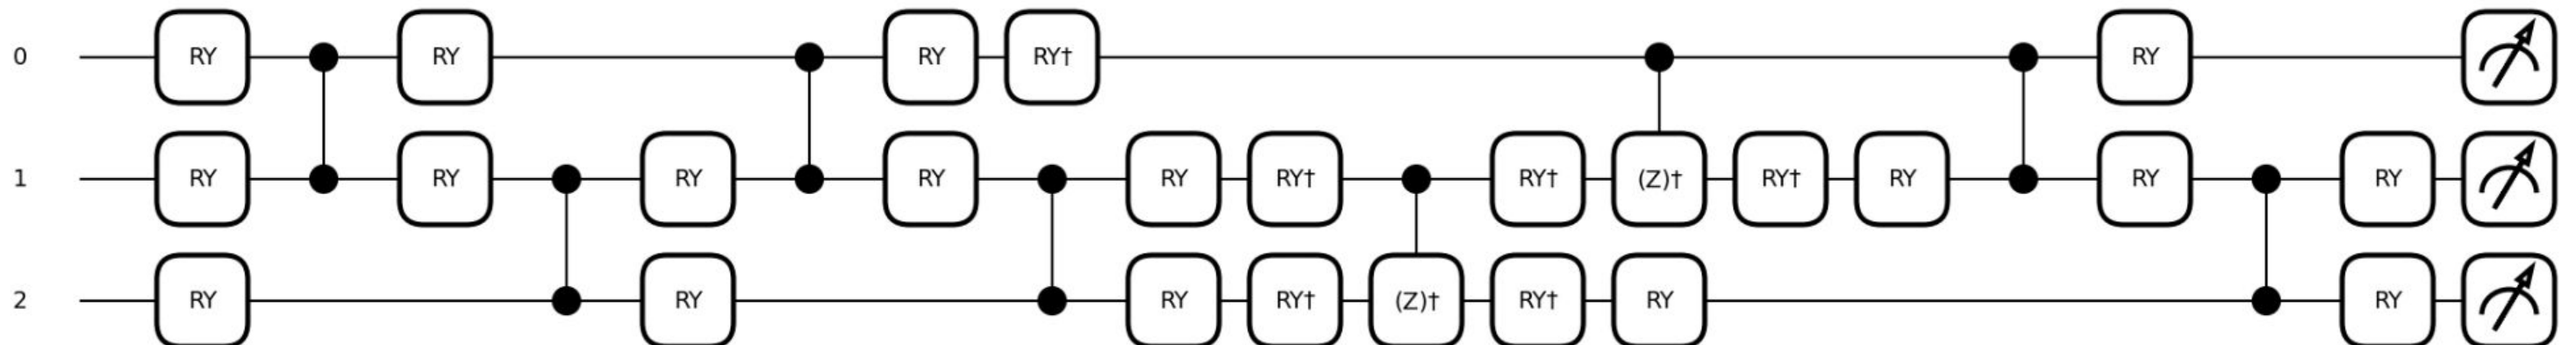 0 RY RY RY RY†
1 RY RY RY RY RY RY† RY† (Z)† RY† RY RY RY
2 RY RY RY RY† (Z)† RY† RY RY